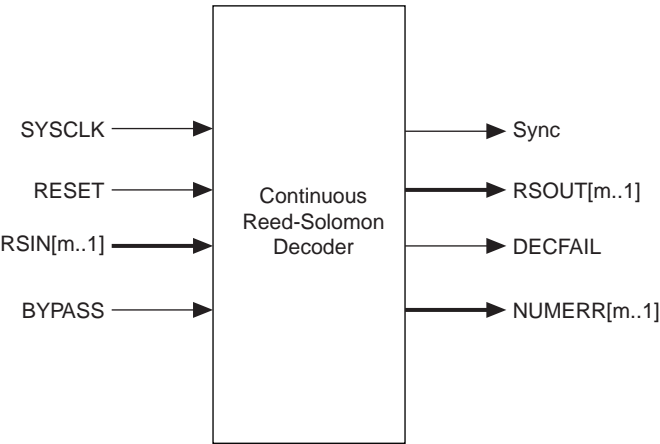 SYSCLK
RESET
RSIN[m..1]
BYPASS
Continuous
Reed-Solomon
Decoder
Sync
RSOUT[m..1]
DECFAIL
NUMERR[m..1]